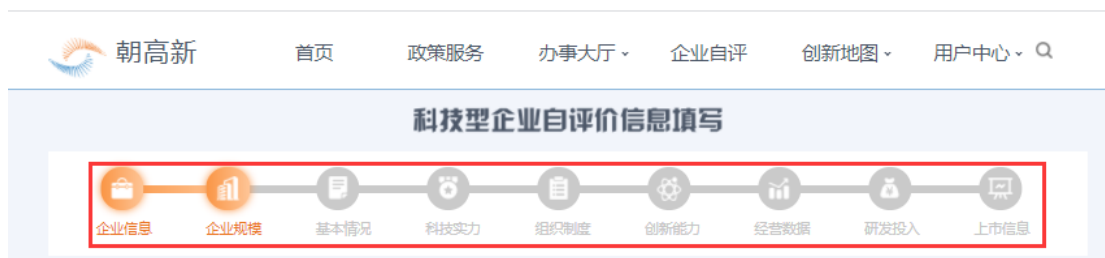 朝高新 首页 政策服务 办事大厅 企业自评 创新地图 用户中心
科技型企业自评价信息填写
企业信息 企业规模 基本情况 科技实力 组织制度 创新能力 经营数据 研发投入 上市信息